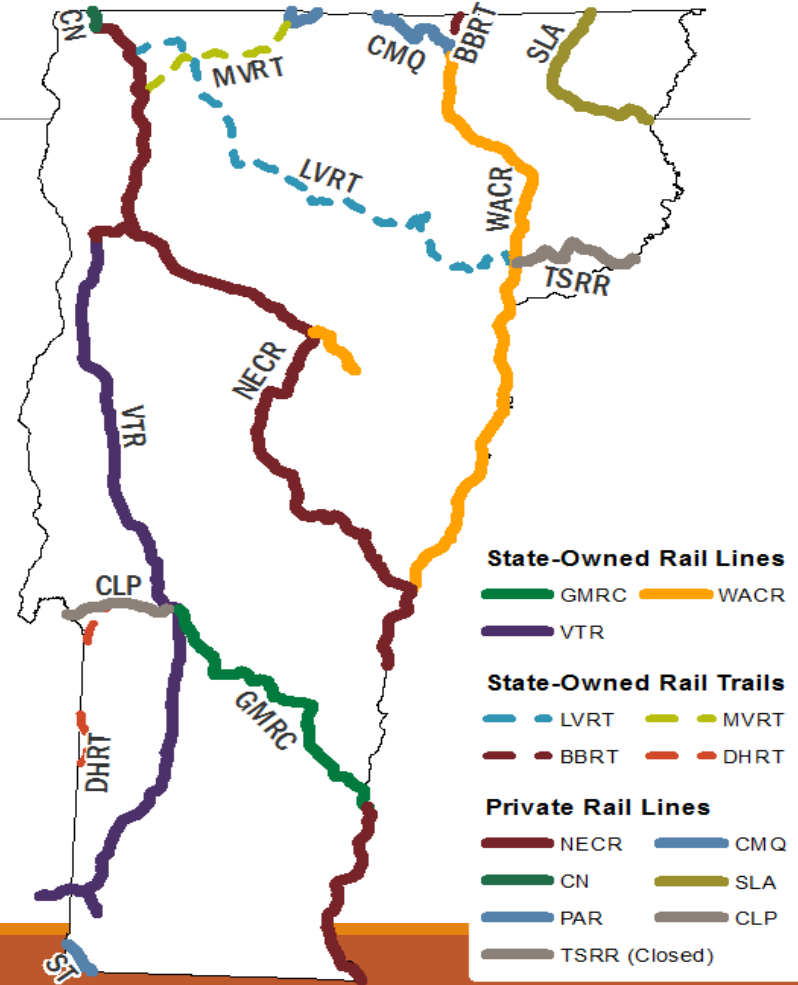 CN
MVRT
CMQ
BBRT
SLA
LVRT
WACR
TSRR
NECR
VTR
CLP
GMRC
DHRT
ST
State-Owned Rail Lines
GMRC WACR
VTR
State-Owned Rail Trails
LVRT MVRT
BBRT DHRT
Private Rail Lines
NECR CMQ
CN SLA
PAR CLP
TSRR (Closed)